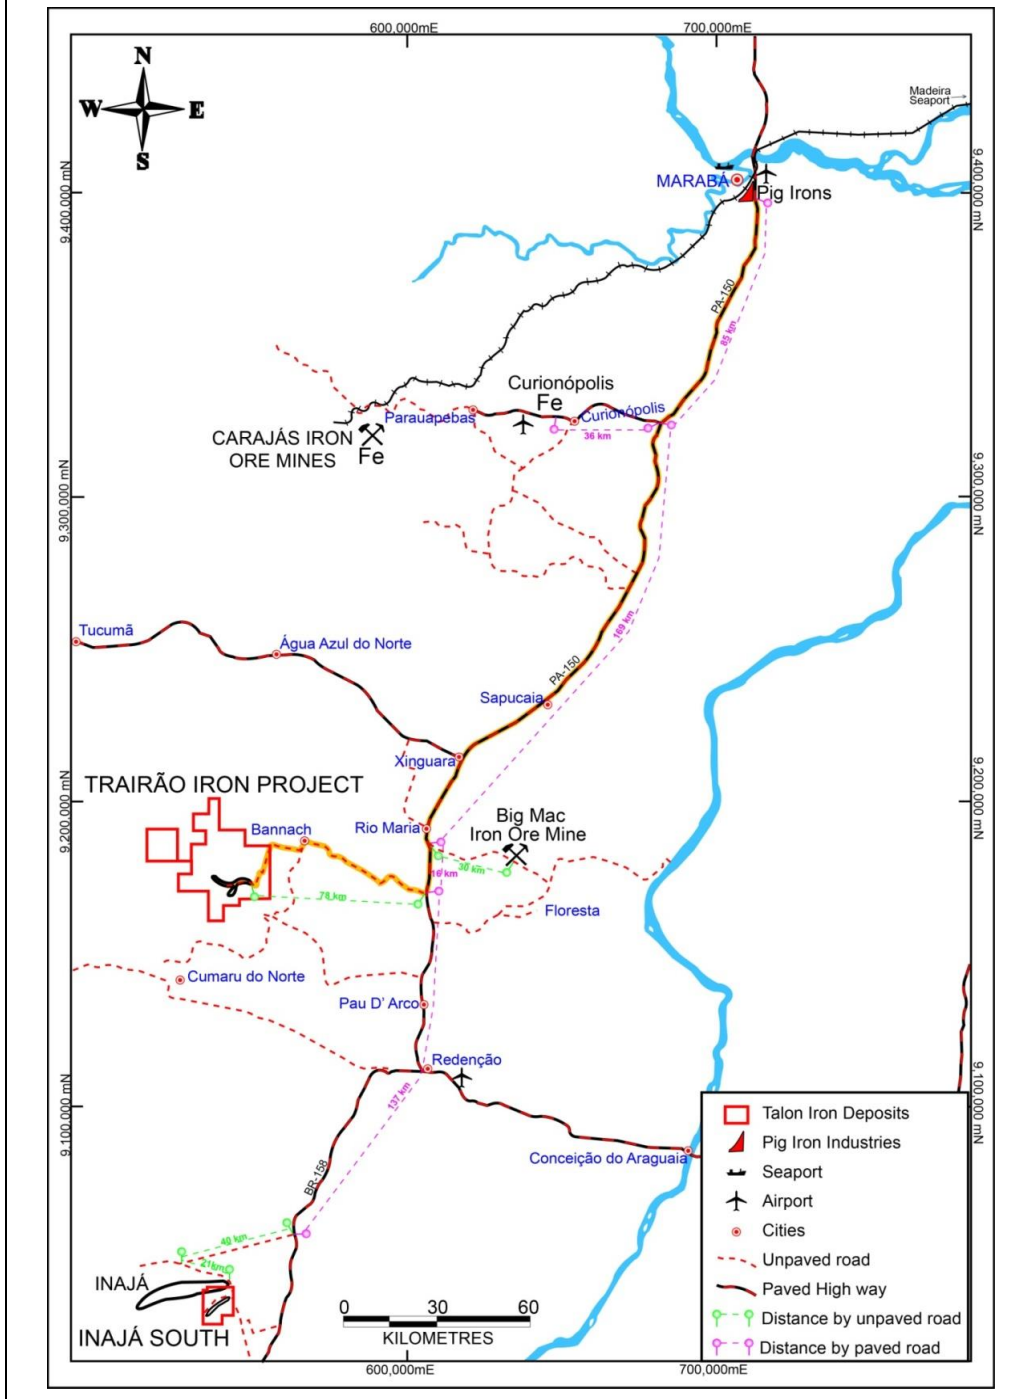 600,000mE
700,000mE
N
W
E
S
Madeira
Seaport
9,400,000 mN
9,400,000 mN
MARABÁ
Pig Irons
PA-150
85 km
Curionópolis
Fe
Parauapebas
Curionópolis
36 km
CARAJÁS IRON
ORE MINES
Fe
9,300,000 mN
9,300,000 mN
169 km
Tucumã
Água Azul do Norte
PA-150
Sapucaia
Xinguara
TRAIRÃO IRON PROJECT
9,200,000 mN
9,200,000 mN
Big Mac
Iron Ore Mine
Bannach
Rio Maria
16 km
30 km
78 km
Floresta
Cumaru do Norte
Pau D' Arco
Redenção
137 km
9,100,000 mN
9,100,000 mN
Conceição do Araguaia
BR-158
40 km
21km
INAJÁ
INAJÁ SOUTH
0
30
60
KILOMETRES
Talon Iron Deposits
Pig Iron Industries
Seaport
Airport
Cities
Unpaved road
Paved High way
Distance by unpaved road
Distance by paved road
600,000mE
700,000mE